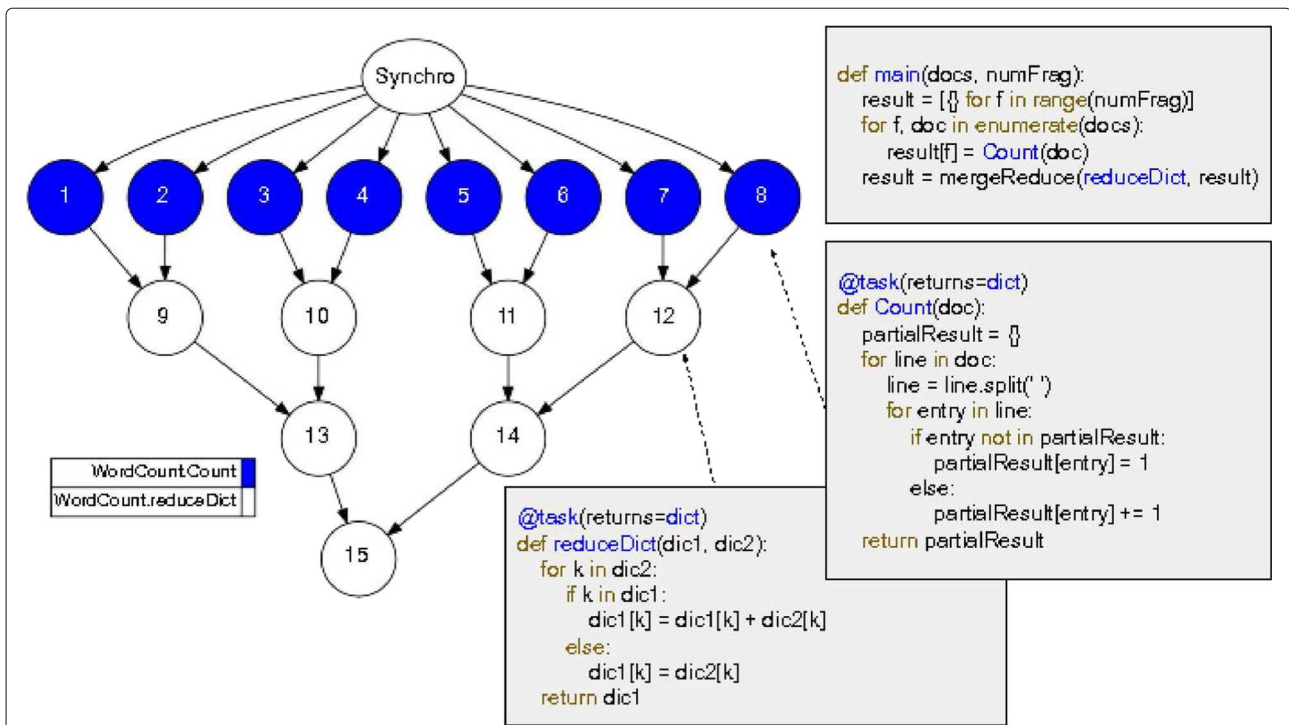 Synchro
1 2 3 4 5 6 7 8
9 10 11 12
13 14
15
WordCount.Count
WordCount.reduceDict
def main(docs, numFrag):
result = [{} for f in range(numFrag)]
for f, doc in enumerate(docs):
result[f] = Count(doc)
result = mergeReduce(reduceDict, result)
@task(returns=dict)
def Count(doc):
partialResult = {}
for line in doc:
line = line.split(' ')
for entry in line:
if entry not in partialResult:
partialResult[entry] = 1
else:
partialResult[entry] += 1
return partialResult
@task(returns=dict)
def reduceDict(dic1, dic2):
for k in dic2:
if k in dic1:
dic1[k] = dic1[k] + dic2[k]
else:
dic1[k] = dic2[k]
return dic1